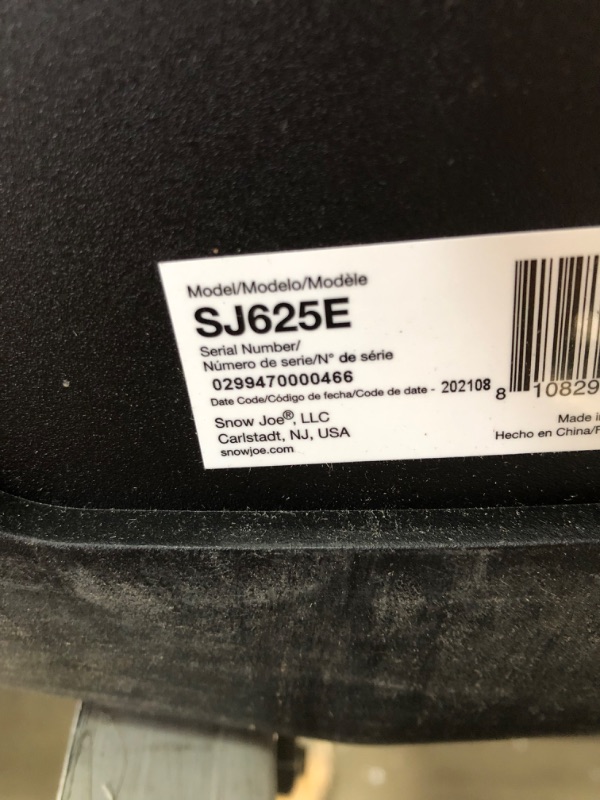 Model/Modelo/Modèle
SJ625E
Serial Number/
Número de serie/N° de série
0299470000466
Date Code/Código de fecha/Code de date - 202108
Snow Joe®, LLC
Carlstadt, NJ, USA
snowjoe.com
8 10829
Made
Hecho en China/